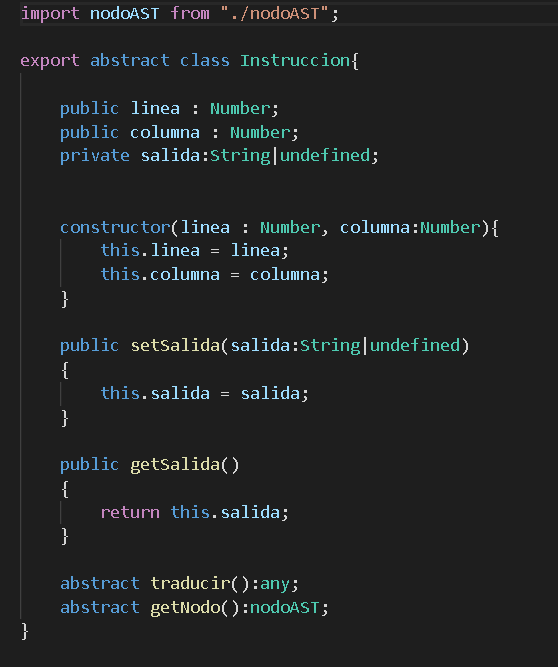 import nodoAST from "./nodoAST";
export abstract class Instruccion{
public linea : Number;
public columna : Number;
private salida:String|undefined;
constructor(linea : Number, columna:Number){
this.linea = linea;
this.columna = columna;
}
public setSalida(salida:String|undefined)
{
this.salida = salida;
}
public getSalida()
{
return this.salida;
}
abstract traducir():any;
abstract getNodo():nodoAST;
}